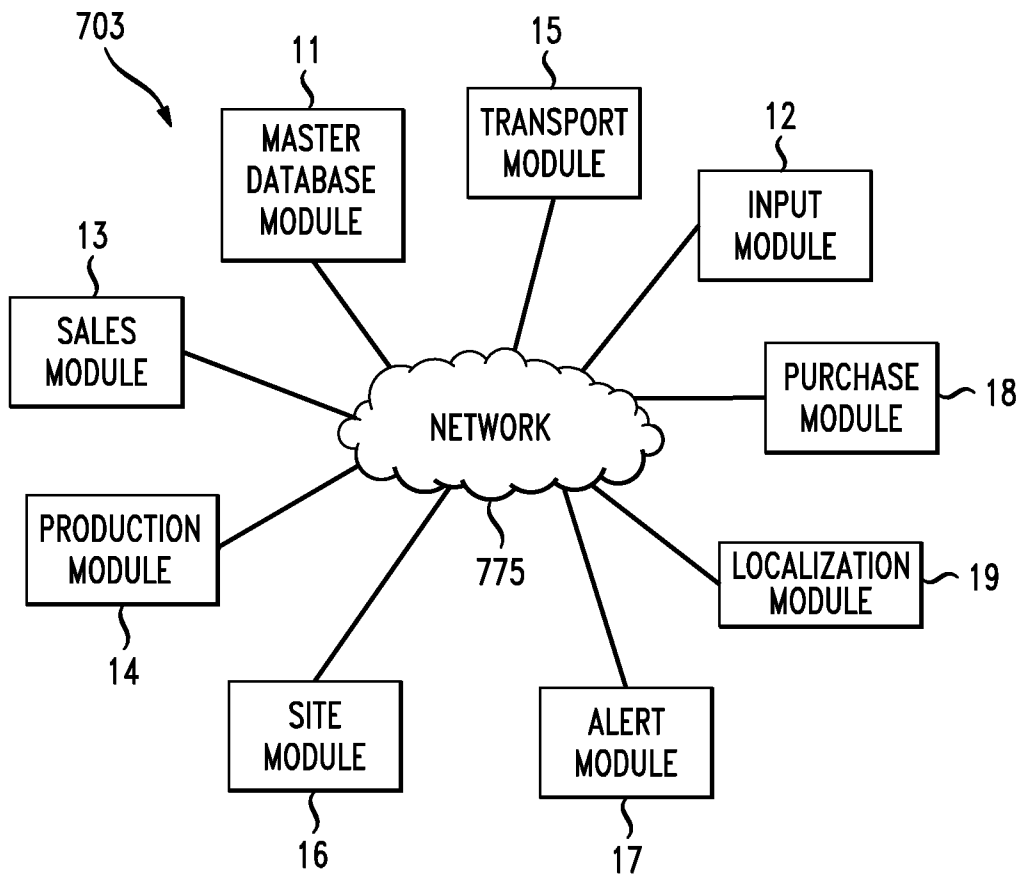 703
11
MASTER
DATABASE
MODULE
15
TRANSPORT
MODULE
12
INPUT
MODULE
13
SALES
MODULE
NETWORK
775
PURCHASE
MODULE
18
PRODUCTION
MODULE
14
LOCALIZATION
MODULE
19
SITE
MODULE
16
ALERT
MODULE
17